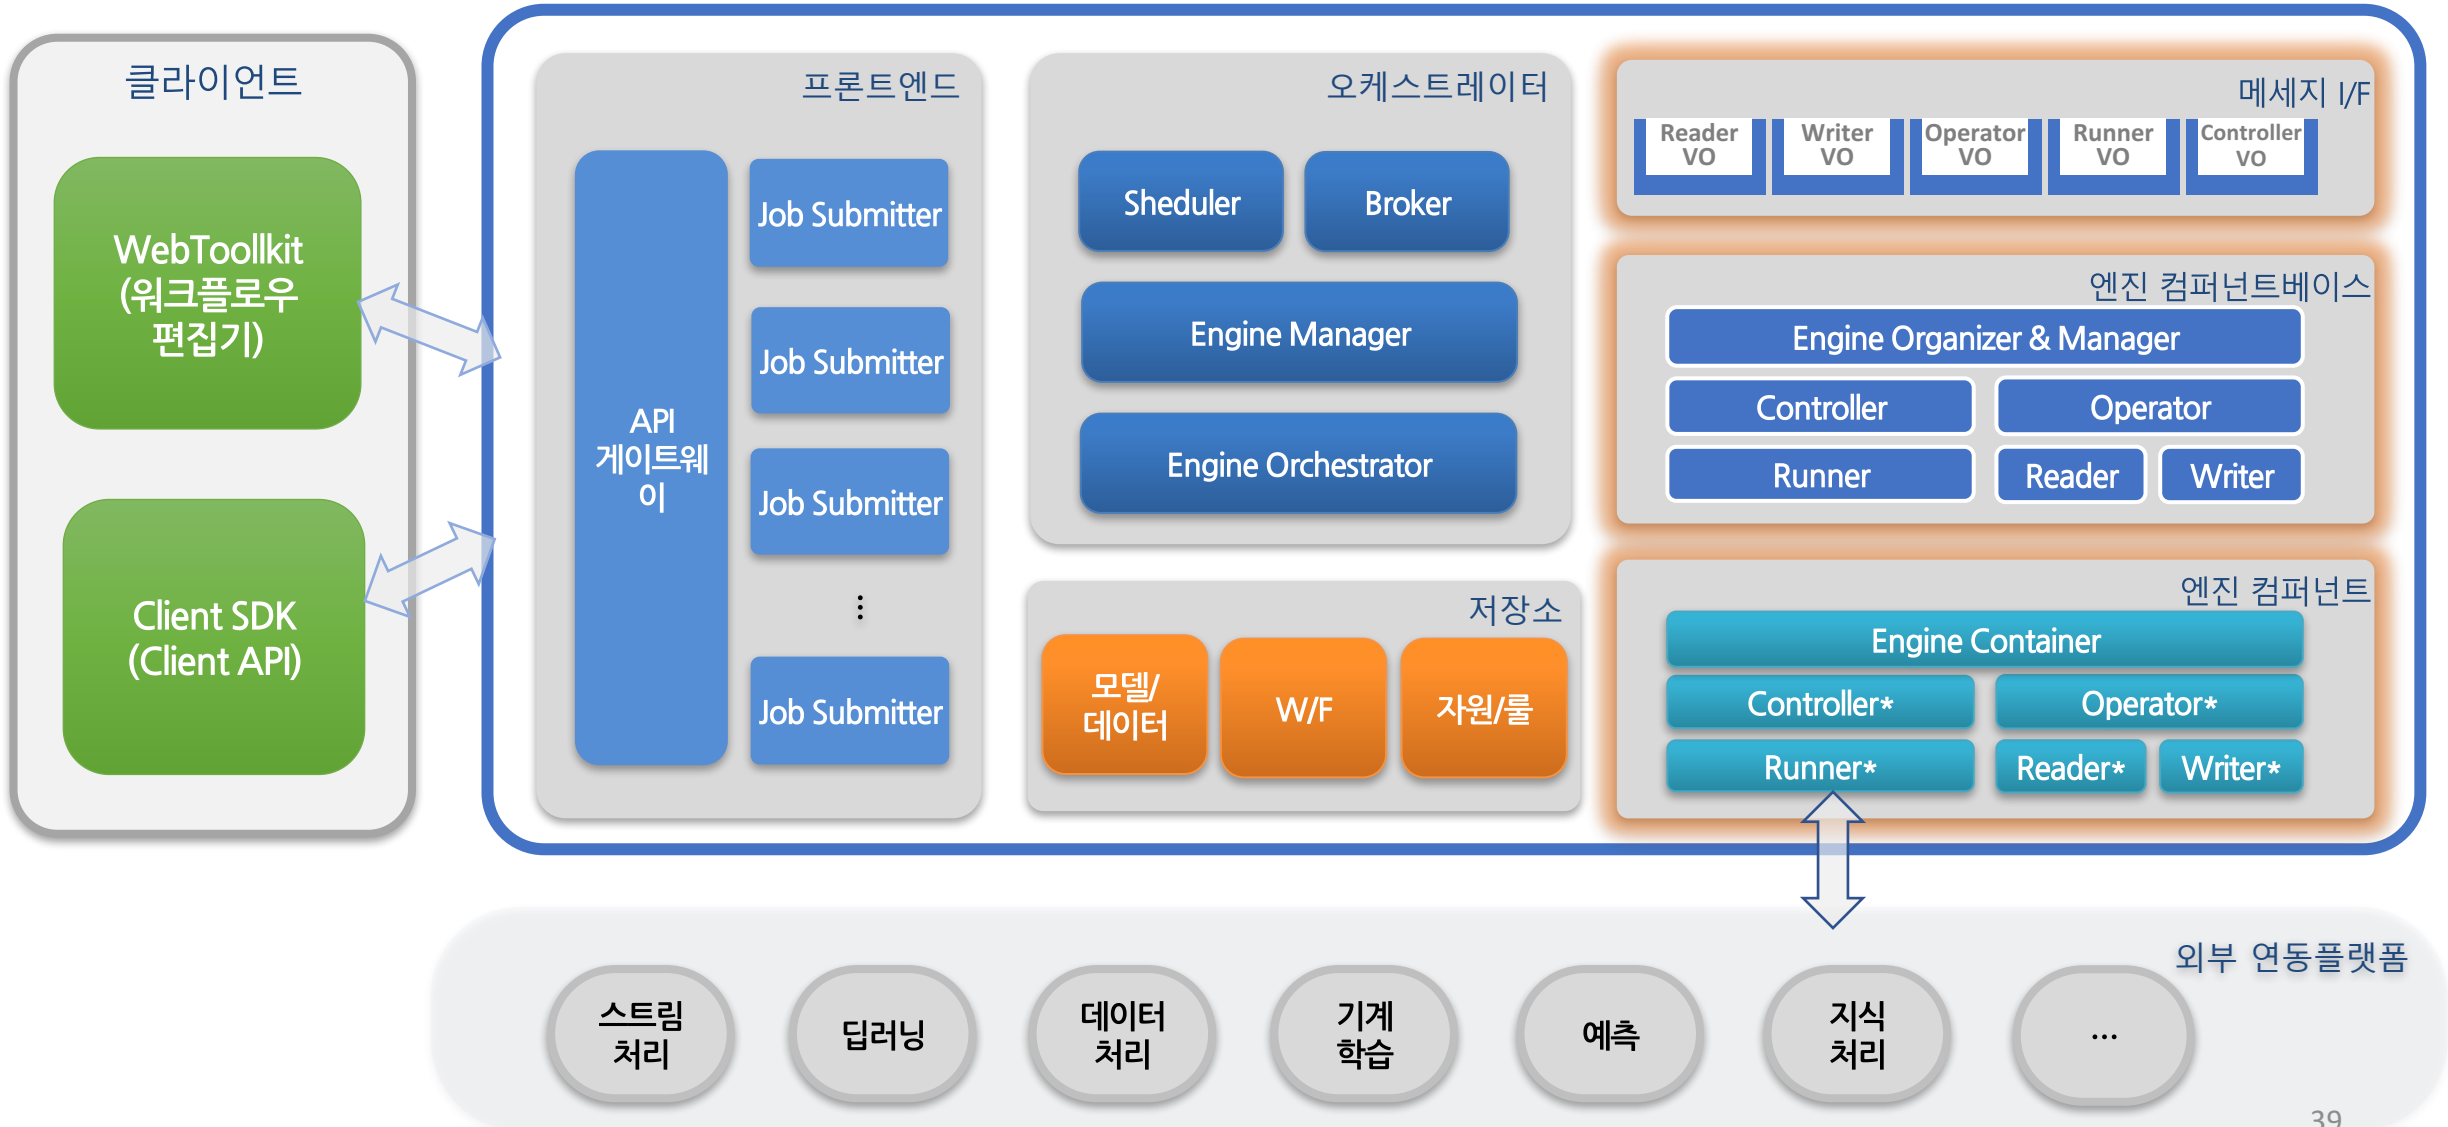 클라이언트
WebToollkit
(워크플로우
편집기)
Client SDK
(Client API)
프론트엔드
API
게이트웨
이
Job Submitter
Job Submitter
Job Submitter
⋮
Job Submitter
오케스트레이터
Sheduler
Broker
Engine Manager
Engine Orchestrator
저장소
모델/
데이터
W/F
자원/룰
메세지 I/F
Reader
VO
Writer
VO
Operator
VO
Runner
VO
Controller
VO
엔진 컴퍼넌트베이스
Engine Organizer & Manager
Controller
Operator
Runner
Reader
Writer
엔진 컴퍼넌트
Engine Container
Controller*
Operator*
Runner*
Reader*
Writer*
외부 연동플랫폼
스트림
처리
딥러닝
데이터
처리
기계
학습
예측
지식
처리
...
39